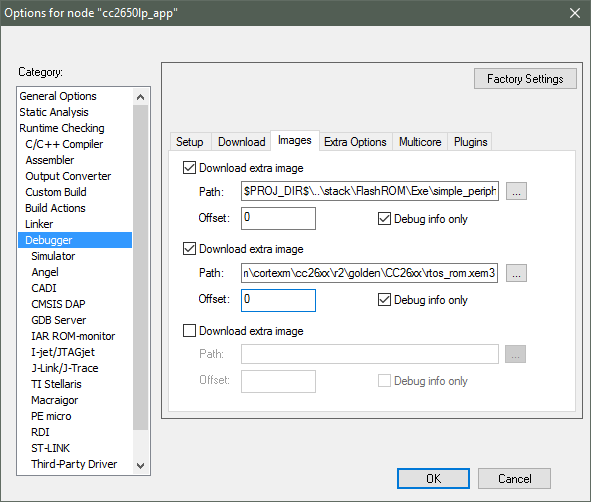 Options for node "cc2650lp_app"
Category:
General Options
Static Analysis
Runtime Checking
C/C++ Compiler
Assembler
Output Converter
Custom Build
Build Actions
Linker
Debugger
Simulator
Angel
CADI
CMSIS DAP
GDB Server
IAR ROM-monitor
I-jet/JTAGjet
J-Link/J-Trace
TI Stellaris
Macraigor
PE micro
RDI
ST-LINK
Third-Party Driver
Factory Settings
Setup Download Images Extra Options Multicore Plugins
Download extra image
Path: $PROJ_DIR$\..\stack\FlashROM\Exe\simple_periph ...
Offset: 0 Debug info only
Download extra image
Path: n\cortexm\cc26xx\r2\golden\CC26xx\rtos_rom.xem3 ...
Offset: 0 Debug info only
Download extra image
Path: ...
Offset: Debug info only
OK Cancel